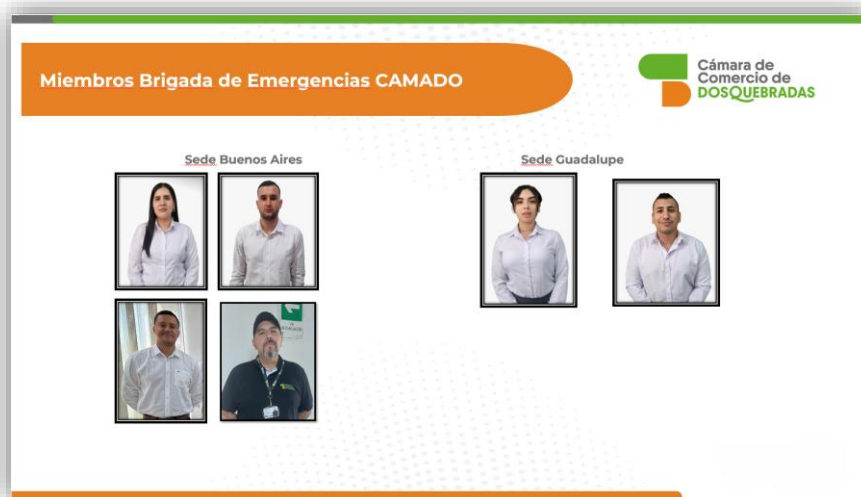 Miembros Brigada de Emergencias CAMADO
Cámara de
Comercio de
DOSQUEBRADAS
Sede Buenos Aires
Sede Guadalupe